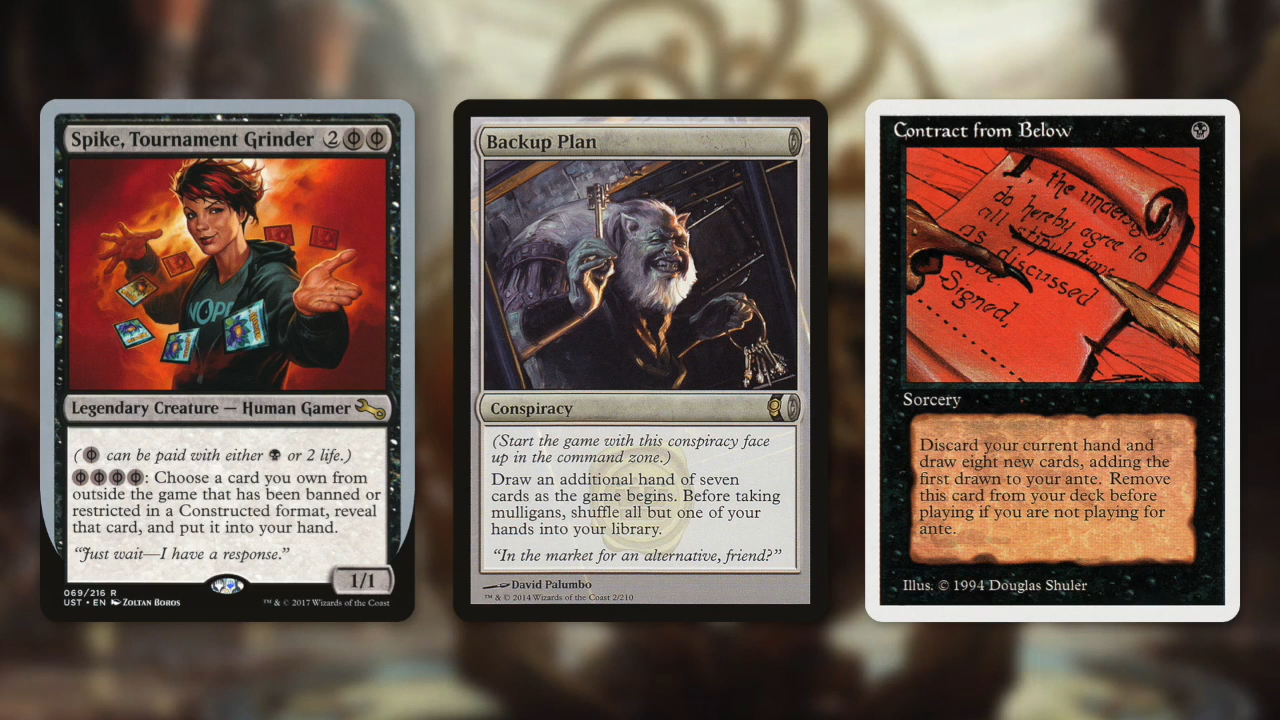 Spike, Tournament Grinder 2
NOPE
Legendary Creature — Human Gamer
( can be paid with either or 2 life.)
: Choose a card you own from
outside the game that has been banned or
restricted in a Constructed format, reveal
that card, and put it into your hand.
“Just wait—I have a response.”
1/1
069/216 R
UST • EN Zoltan Boros
™ & © 2017 Wizards of the Coast
Backup Plan
Conspiracy
(Start the game with this conspiracy face
up in the command zone.)
Draw an additional hand of seven
cards as the game begins. Before taking
mulligans, shuffle all but one of your
hands into your library.
“In the market for an alternative, friend?”
David Palumbo
™ & © 2014 Wizards of the Coast 2/210
Contract from Below
the undersigned
do hereby agree to
all stipulations
as discussed
Signed,
Sorcery
Discard your current hand and
draw eight new cards, adding the
first drawn to your ante. Remove
this card from your deck before
playing if you are not playing for
ante.
Illus. © 1994 Douglas Shuler